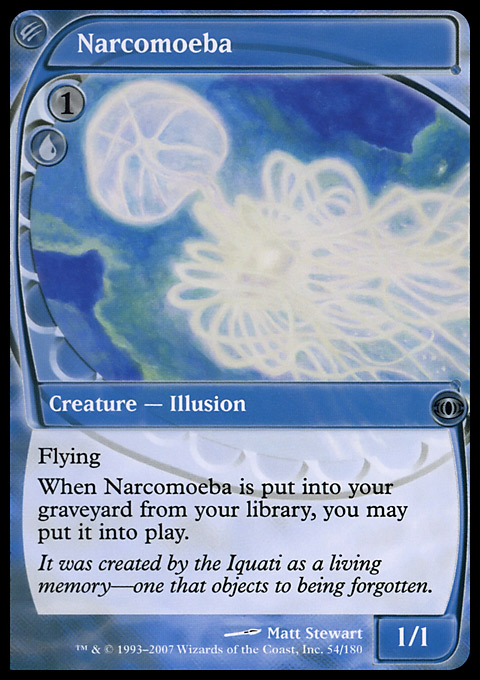 Narcomoeba
1
Creature — Illusion
Flying
When Narcomoeba is put into your
graveyard from your library, you may
put it into play.
It was created by the Iquati as a living
memory—one that objects to being forgotten.
Matt Stewart
™ & © 1993–2007 Wizards of the Coast, Inc. 54/180
1/1